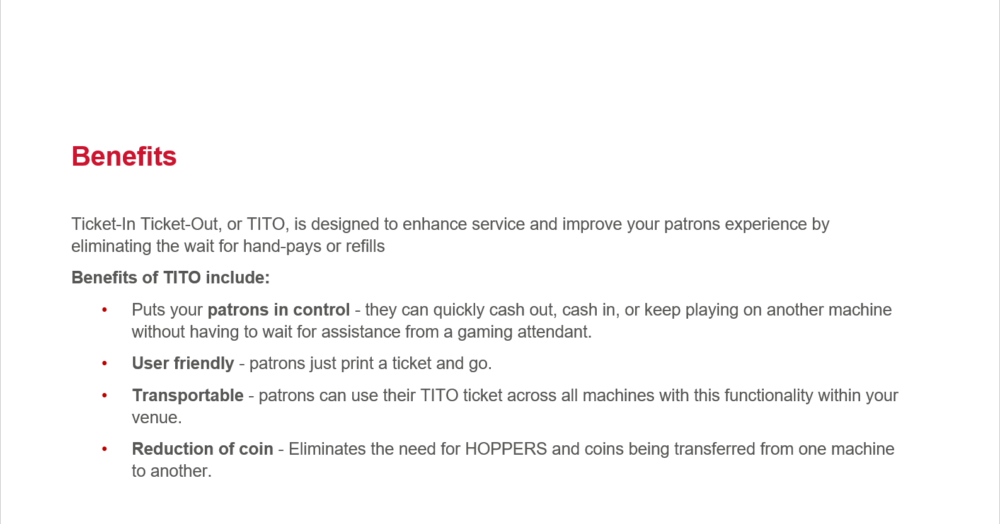 Benefits
Ticket-In Ticket-Out, or TITO, is designed to enhance service and improve your patrons experience by
eliminating the wait for hand-pays or refills
Benefits of TITO include:
• Puts your patrons in control - they can quickly cash out, cash in, or keep playing on another machine
without having to wait for assistance from a gaming attendant.
• User friendly - patrons just print a ticket and go.
• Transportable - patrons can use their TITO ticket across all machines with this functionality within your
venue.
• Reduction of coin - Eliminates the need for HOPPERS and coins being transferred from one machine
to another.